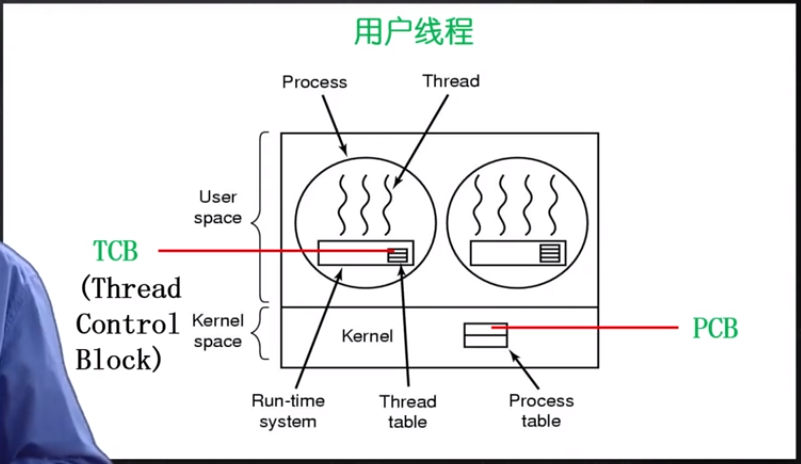 用户线程
Process
Thread
User
space
TCB
(Thread
Control
Block)
Kernel
space
Kernel
PCB
Run-time
system
Thread
table
Process
table